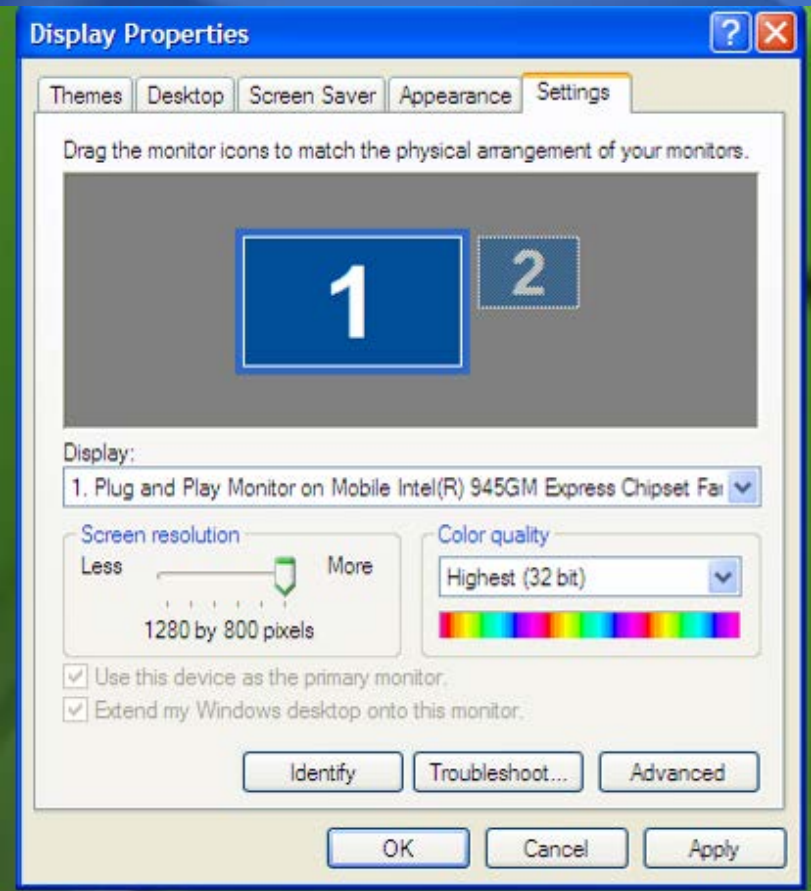 Display Properties
Themes Desktop Screen Saver Appearance Settings
Drag the monitor icons to match the physical arrangement of your monitors.
1 2
Display:
1. Plug and Play Monitor on Mobile Intel(R) 945GM Express Chipset
Screen resolution
Less More
1280 by 800 pixels
Color quality
Highest (32 bit)
Use this device as the primary monitor.
Extend my Windows desktop onto this monitor.
Identify Troubleshoot... Advanced
OK Cancel Apply